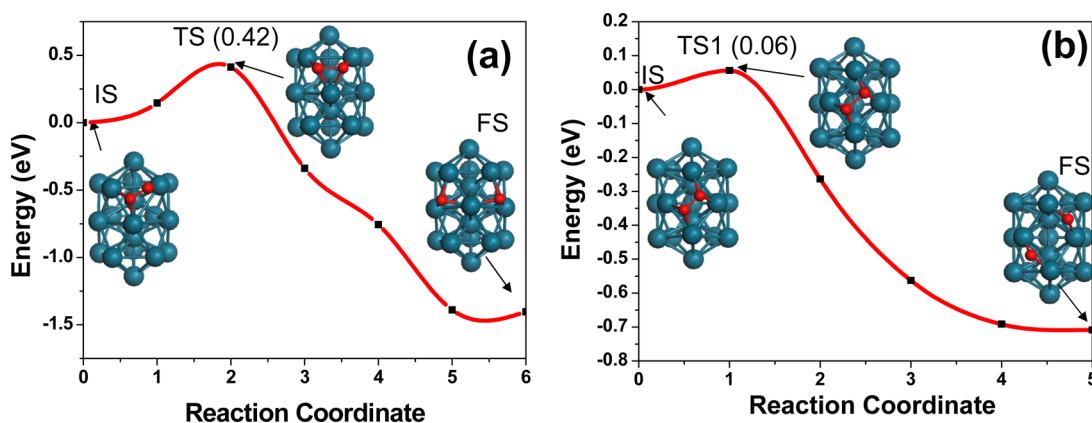 (a)
TS (0.42)
IS
FS
Energy (eV)
0.5
0.0
-0.5
-1.0
-1.5
0 1 2 3 4 5 6
Reaction Coordinate
(b)
TS1 (0.06)
IS
FS
Energy (eV)
0.2
0.1
0.0
-0.1
-0.2
-0.3
-0.4
-0.5
-0.6
-0.7
-0.8
0 1 2 3 4 5
Reaction Coordinate